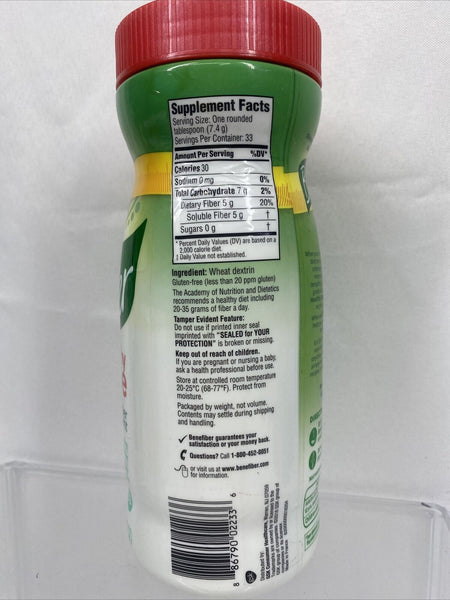 Supplement Facts
Serving Size: One rounded
tablespoon (7.4 g)
Servings Per Container: 33
Amount Per Serving %DV*
Calories 30
Sodium 0 mg 0%
Total Carbohydrate 7 g 2%
Dietary Fiber 5 g 20%
Soluble Fiber 5 g †
Sugars 0 g †
* Percent Daily Values (DV) are based on a
2,000 calorie diet.
† Daily Value not established.
Ingredient: Wheat dextrin
Gluten-free (less than 20 ppm gluten)
The Academy of Nutrition and Dietetics
recommends a healthy diet including
20-35 grams of fiber a day.
Tamper Evident Feature:
Do not use if printed inner seal
imprinted with "SEALED for YOUR
PROTECTION" is broken or missing.
Keep out of reach of children.
If you are pregnant or nursing a baby,
ask a health professional before use.
Store at controlled room temperature
20-25°C (68-77°F). Protect from
moisture.
Packaged by weight, not volume.
Contents may settle during shipping
and handling.
Benefiber guarantees your
satisfaction or your money back.
Questions? Call 1-800-452-0051
or visit us at www.benefiber.com
for information.
8 86790 02233 6
Distributed by:
GSK Consumer Healthcare, Warren, NJ 07059